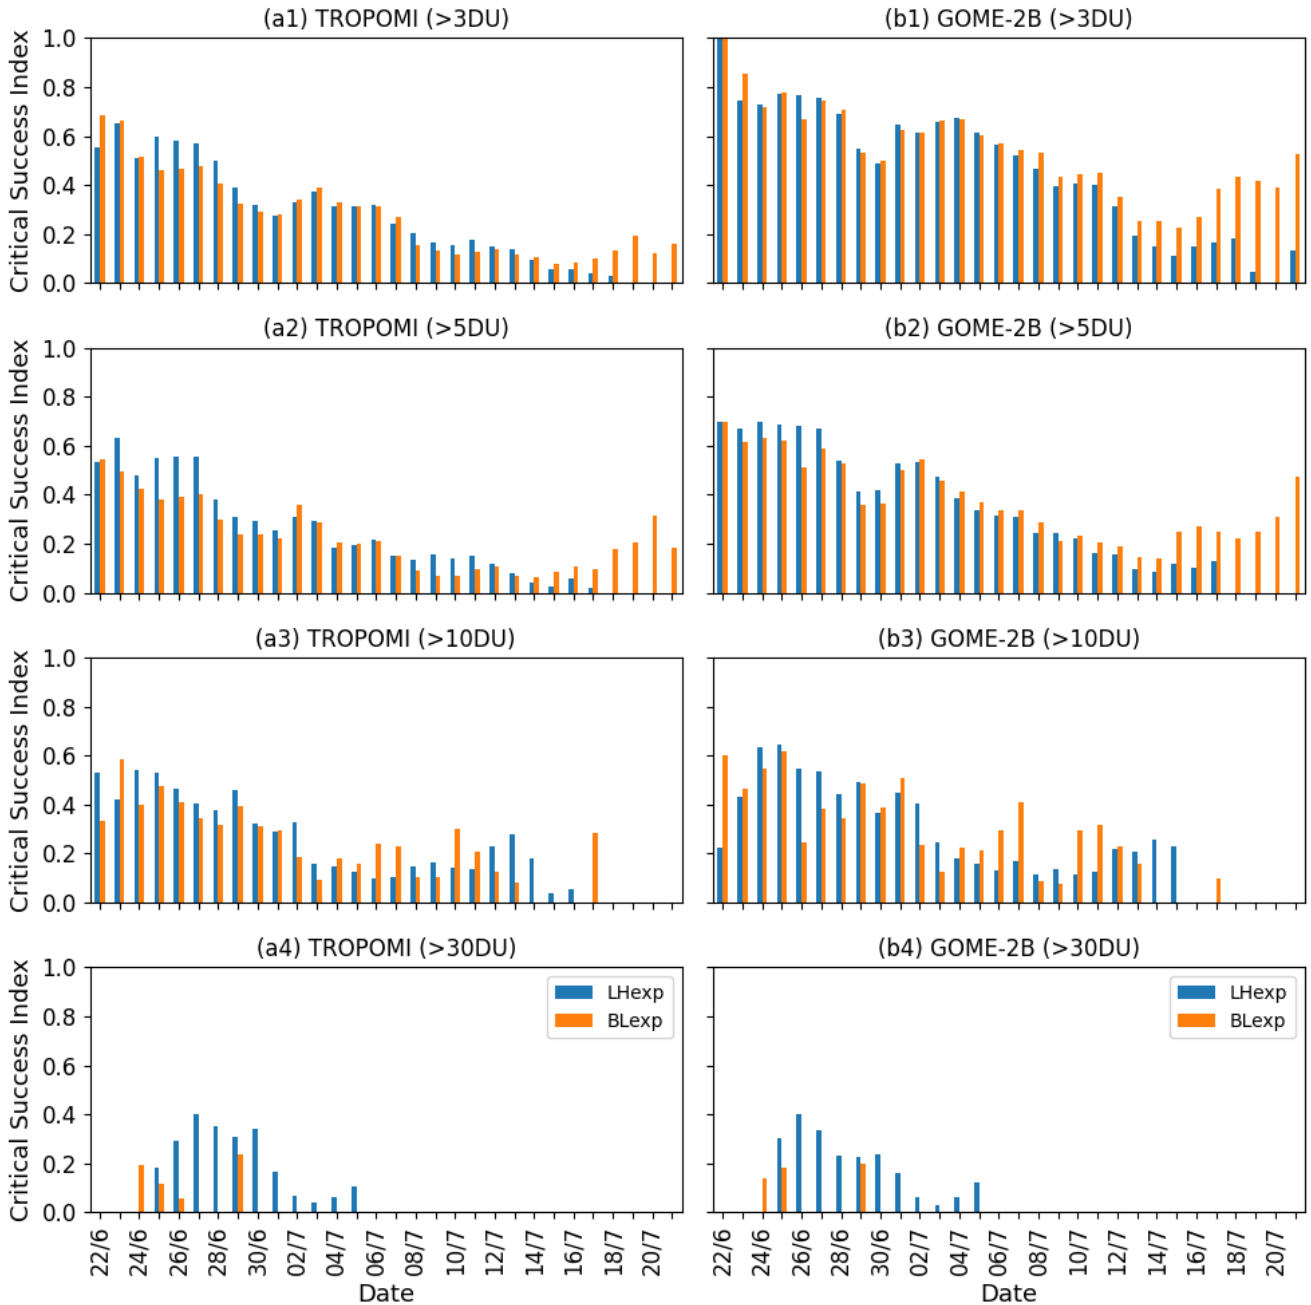 (a1) TROPOMI (>3DU)
(b1) GOME-2B (>3DU)
Critical Success Index
1.0
0.8
0.6
0.4
0.2
0.0
(a2) TROPOMI (>5DU)
(b2) GOME-2B (>5DU)
Critical Success Index
1.0
0.8
0.6
0.4
0.2
0.0
(a3) TROPOMI (>10DU)
(b3) GOME-2B (>10DU)
Critical Success Index
1.0
0.8
0.6
0.4
0.2
0.0
(a4) TROPOMI (>30DU)
(b4) GOME-2B (>30DU)
Critical Success Index
1.0
0.8
0.6
0.4
0.2
0.0
LHexp
BLexp
LHexp
BLexp
22/6 24/6 26/6 28/6 30/6 02/7 04/7 06/7 08/7 10/7 12/7 14/7 16/7 18/7 20/7
22/6 24/6 26/6 28/6 30/6 02/7 04/7 06/7 08/7 10/7 12/7 14/7 16/7 18/7 20/7
Date
Date